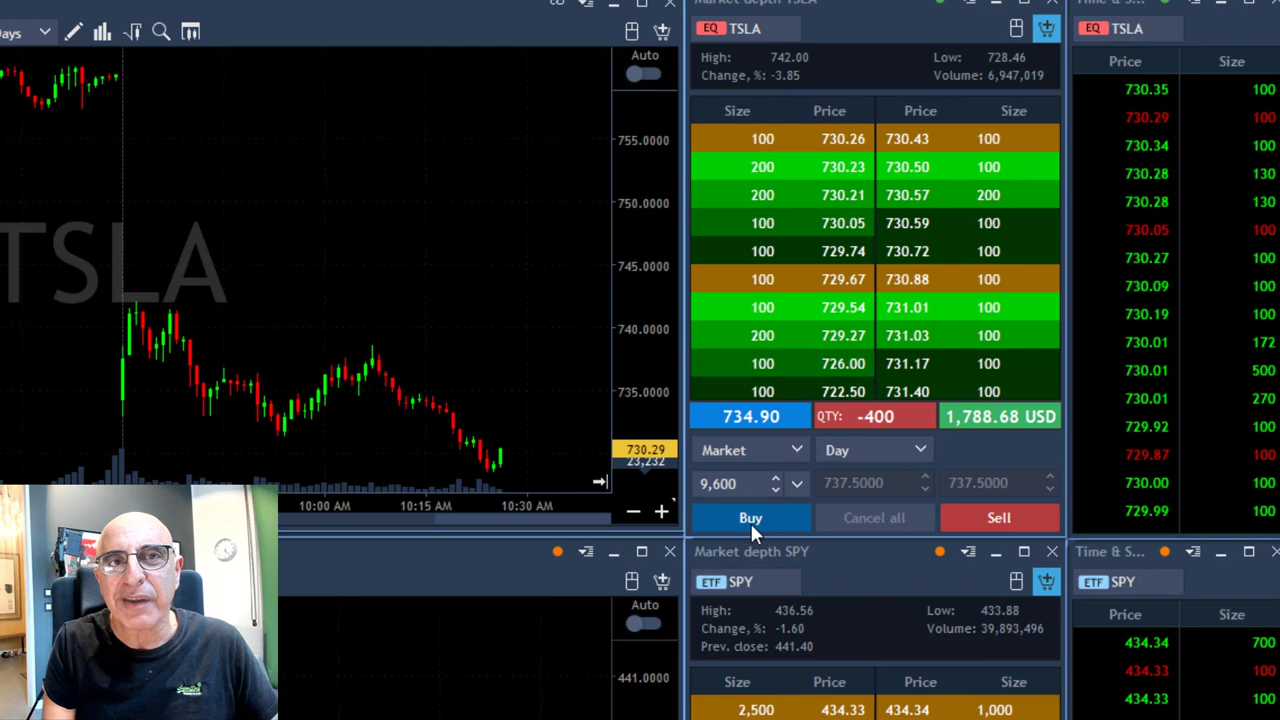 ays
Auto
755.0000
750.0000
745.0000
740.0000
735.0000
730.29
23,232
TSLA
10:00 AM
10:15 AM
10:30 AM
Market depth TSLA
EQ TSLA
High: 742.00 Low: 728.46
Change, %: -3.85 Volume: 6,947,019
Size Price Price Size
100 730.26 730.43 100
200 730.23 730.50 100
200 730.21 730.57 200
100 730.05 730.59 100
100 729.74 730.72 100
100 729.67 730.88 100
100 729.54 731.01 100
200 729.27 731.03 100
100 726.00 731.17 100
100 722.50 731.40 100
734.90 QTY: -400 1,788.68 USD
Market Day
9,600 737.5000 737.5000
Buy Cancel all Sell
Time & S...
EQ TSLA
Price Size
730.35 100
730.29 100
730.34 100
730.28 130
730.28 130
730.05 100
730.27 100
730.09 100
730.19 100
730.01 172
730.01 500
730.01 270
729.92 100
729.87 100
730.00 100
729.99 100
Auto
441.0000
Market depth SPY
ETF SPY
High: 436.56 Low: 433.88
Change, %: -1.60 Volume: 39,893,496
Prev. close: 441.40
Size Price Price Size
2,500 434.33 434.34 1,000
Time & S...
ETF SPY
Price Size
434.34 700
434.33 100
434.33 100